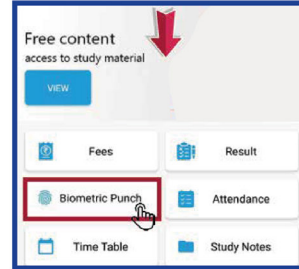 Free content
access to study material
VIEW
Fees
Result
Biometric Punch
Attendance
Time Table
Study Notes